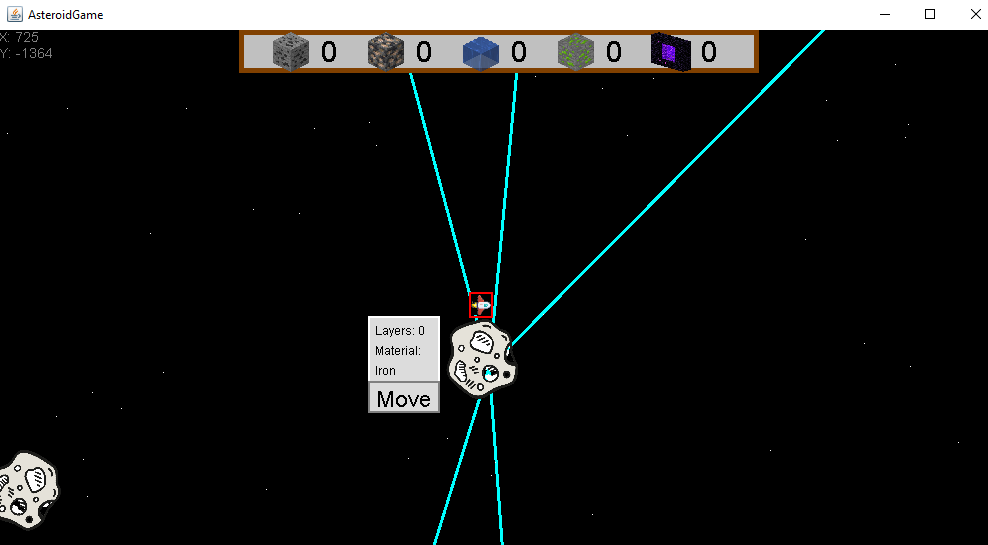 AsteroidGame
X: 725
Y: -1364
0 0 0 0 0
Layers: 0
Material:
Iron
Move